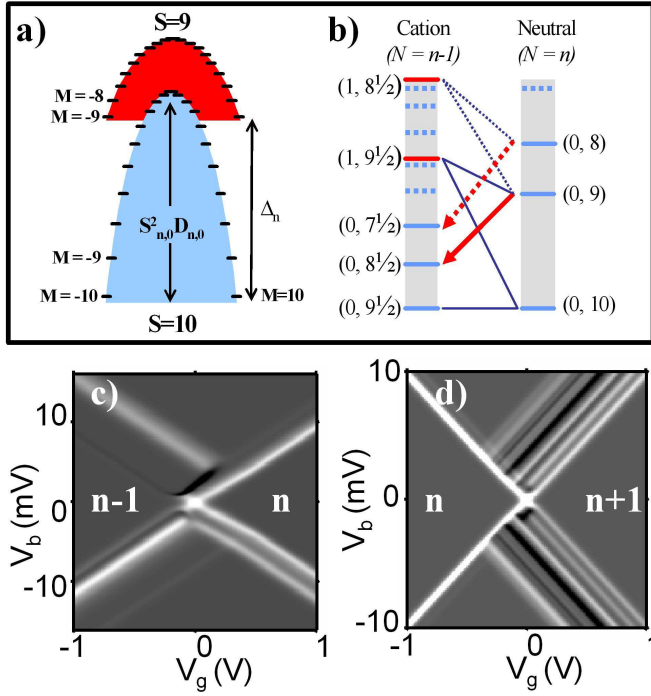 a)
S=9
M = -8
M = -9
S²n,0Dn,0
Δn
M = -9
M = -10
M=10
S=10
b)
Cation
(N = n-1)
Neutral
(N = n)
(1, 8½)
(1, 9½)
(0, 7½)
(0, 8½)
(0, 9½)
(0, 8)
(0, 9)
(0, 10)
c)
10
0
-10
Vb (mV)
n-1
n
-1
0
1
Vg (V)
d)
10
0
-10
Vb (mV)
n
n+1
-1
0
1
Vg (V)